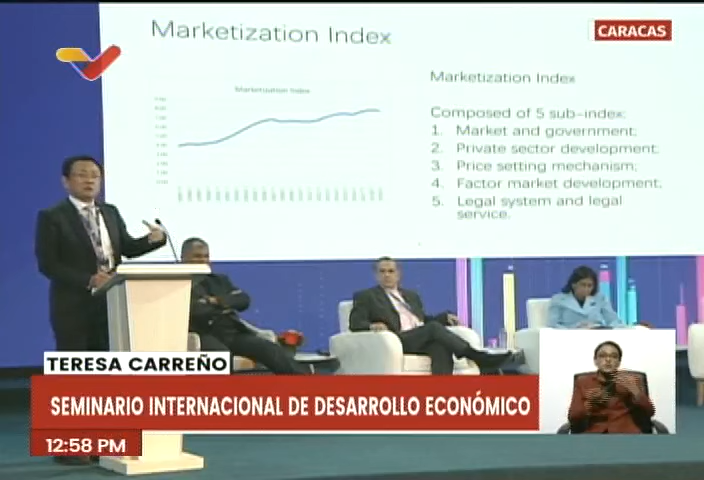 Marketization Index
CARACAS
Marketization Index
Marketization Index
Composed of 5 sub-index:
1. Market and government;
2. Private sector development;
3. Price setting mechanism;
4. Factor market development;
5. Legal system and legal
service.
TERESA CARREÑO
SEMINARIO INTERNACIONAL DE DESARROLLO ECONÓMICO
12:58 PM